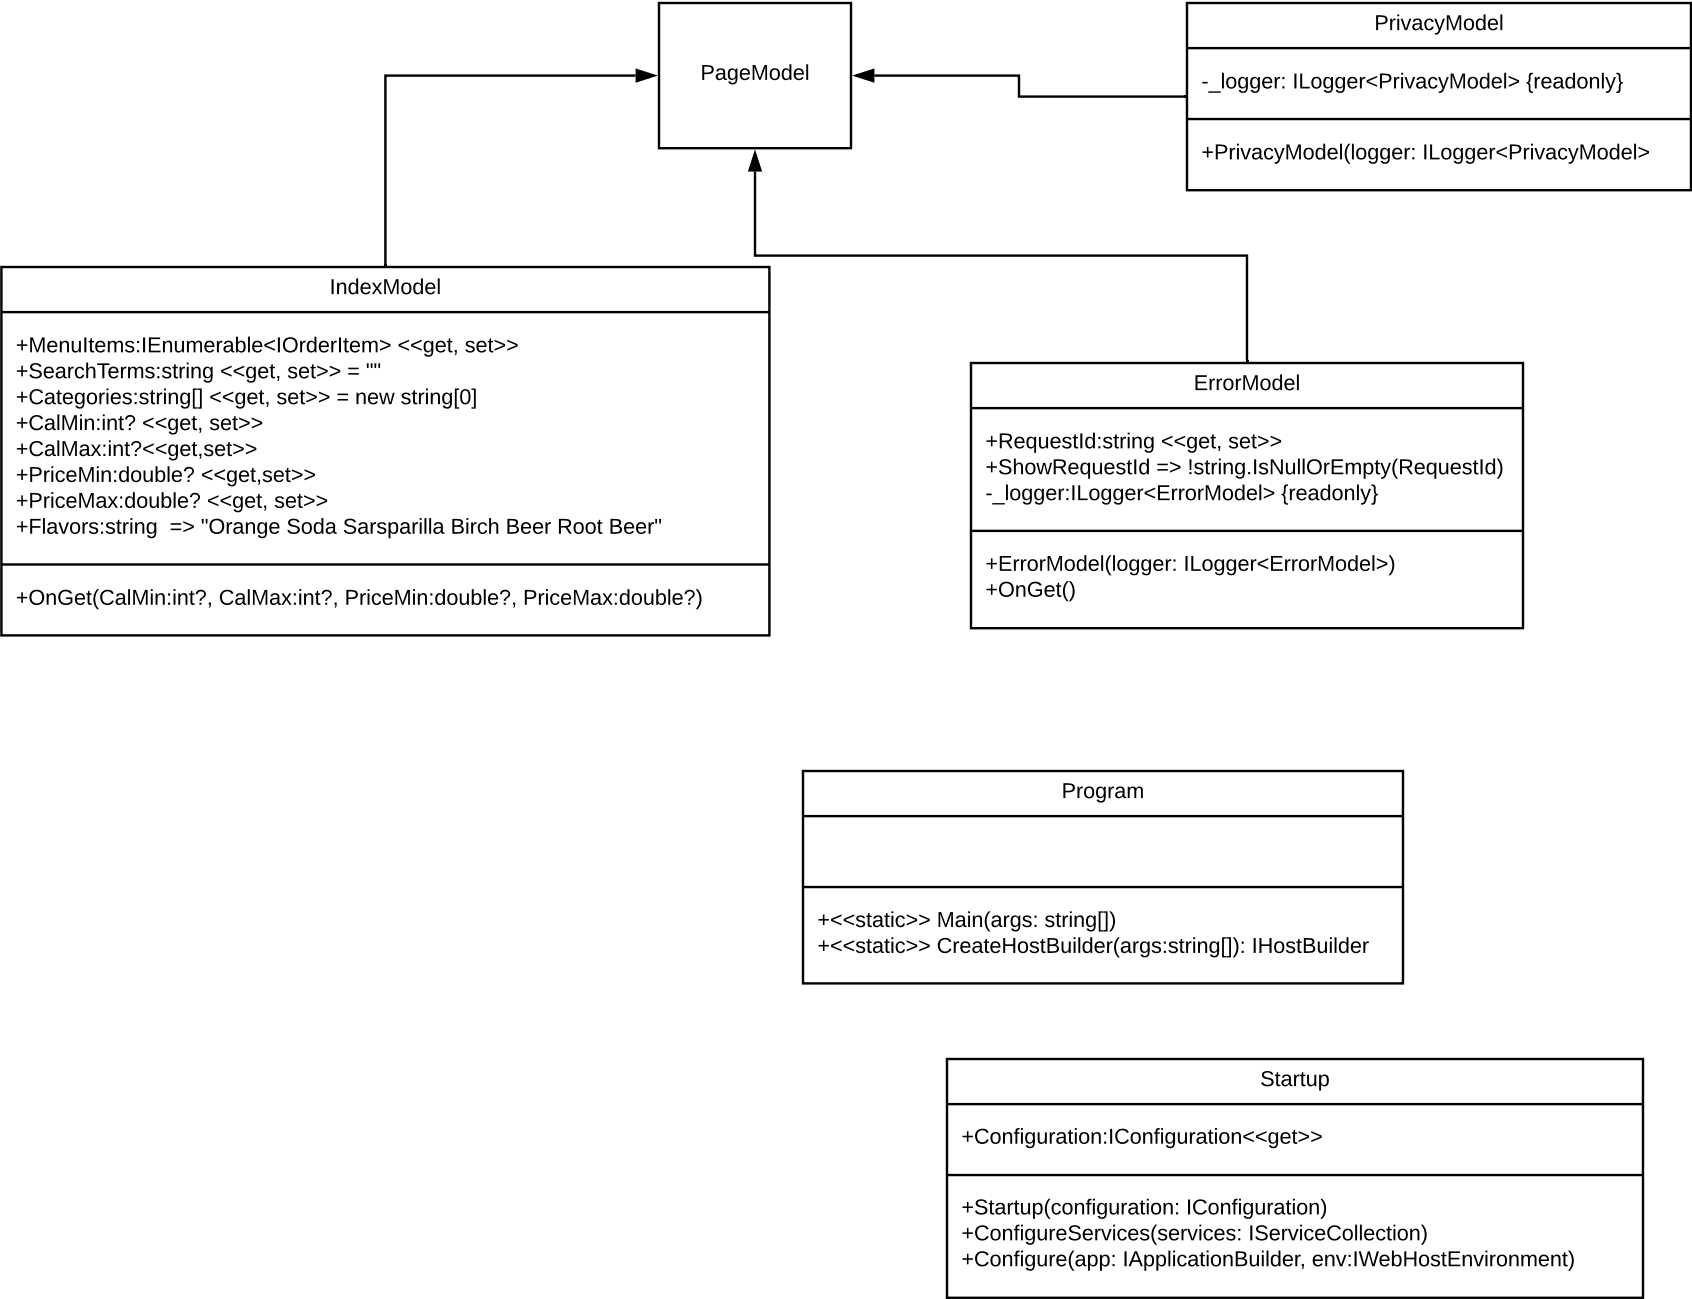 PageModel
PrivacyModel
-_logger: ILogger<PrivacyModel> {readonly}
+PrivacyModel(logger: ILogger<PrivacyModel>
IndexModel
+MenuItems:IEnumerable<IOrderItem> <<get, set>>
+SearchTerms:string <<get, set>> = ""
+Categories:string[] <<get, set>> = new string[0]
+CalMin:int? <<get, set>>
+CalMax:int?<<get,set>>
+PriceMin:double? <<get,set>>
+PriceMax:double? <<get, set>>
+Flavors:string  => "Orange Soda Sarsparilla Birch Beer Root Beer"
+OnGet(CalMin:int?, CalMax:int?, PriceMin:double?, PriceMax:double?)
ErrorModel
+RequestId:string <<get, set>>
+ShowRequestId => !string.IsNullOrEmpty(RequestId)
-_logger:ILogger<ErrorModel> {readonly}
+ErrorModel(logger: ILogger<ErrorModel>)
+OnGet()
Program
+<<static>> Main(args: string[])
+<<static>> CreateHostBuilder(args:string[]): IHostBuilder
Startup
+Configuration:IConfiguration<<get>>
+Startup(configuration: IConfiguration)
+ConfigureServices(services: IServiceCollection)
+Configure(app: IApplicationBuilder, env:IWebHostEnvironment)